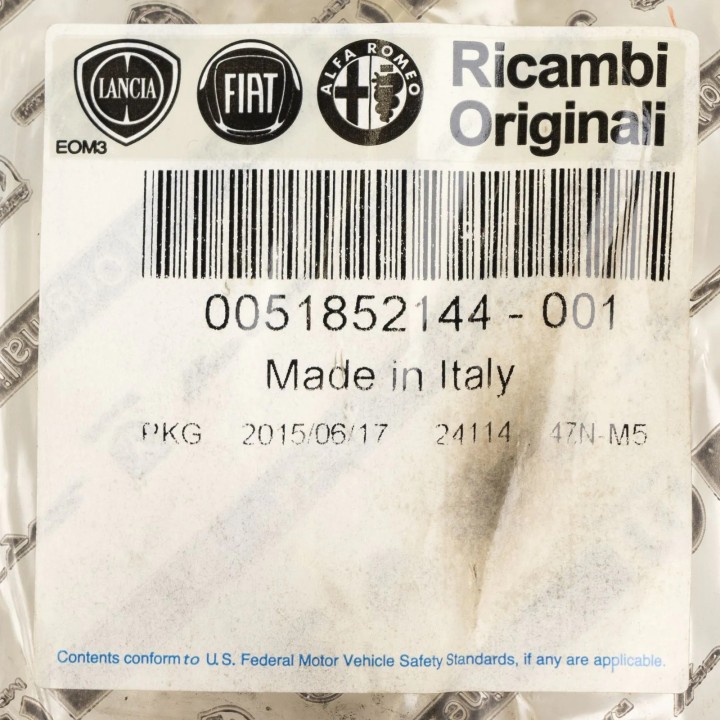 LANCIA
FIAT
ALFA ROMEO
Ricambi
Originali
EOM3
0051852144 - 001
Made in Italy
PKG 2015/06/17 24114 47N-M5
Contents conform to U.S. Federal Motor Vehicle Safety Standards, if any are applicable.